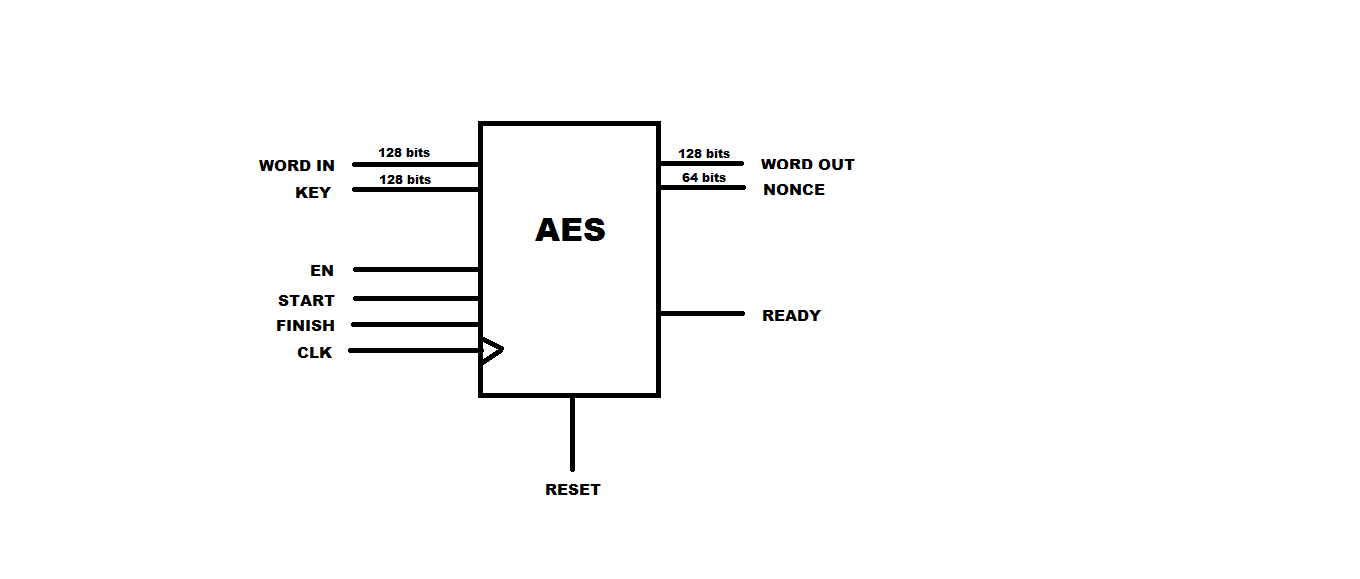 128 bits
WORD IN
128 bits
KEY
EN
START
FINISH
CLK
AES
128 bits
WORD OUT
64 bits
NONCE
READY
RESET